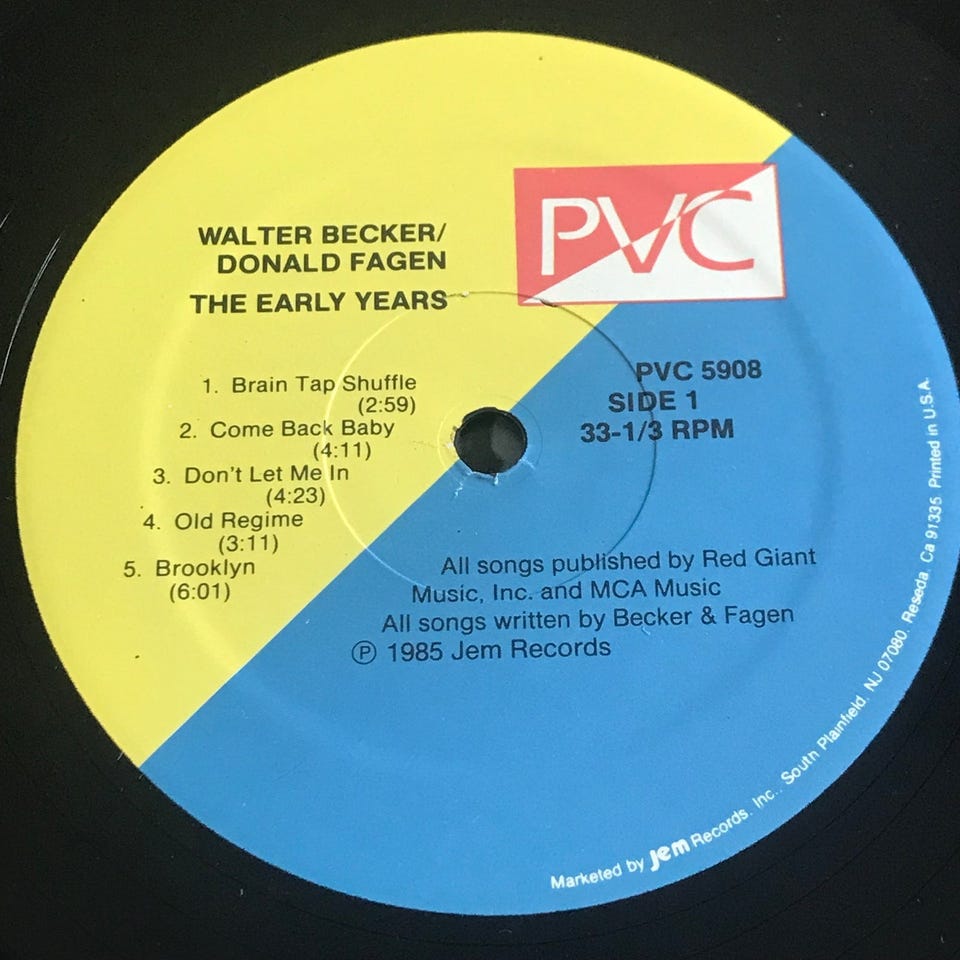 PVC
WALTER BECKER/
DONALD FAGEN
THE EARLY YEARS
1. Brain Tap Shuffle
(2:59)
2. Come Back Baby
(4:11)
3. Don't Let Me In
(4:23)
4. Old Regime
(3:11)
5. Brooklyn
(6:01)
PVC 5908
SIDE 1
33-1/3 RPM
All songs published by Red Giant
Music, Inc. and MCA Music
All songs written by Becker & Fagen
℗ 1985 Jem Records
Marketed by Jem Records, Inc., South Plainfield, NJ 07080, Reseda, Ca 91335 Printed in U.S.A.